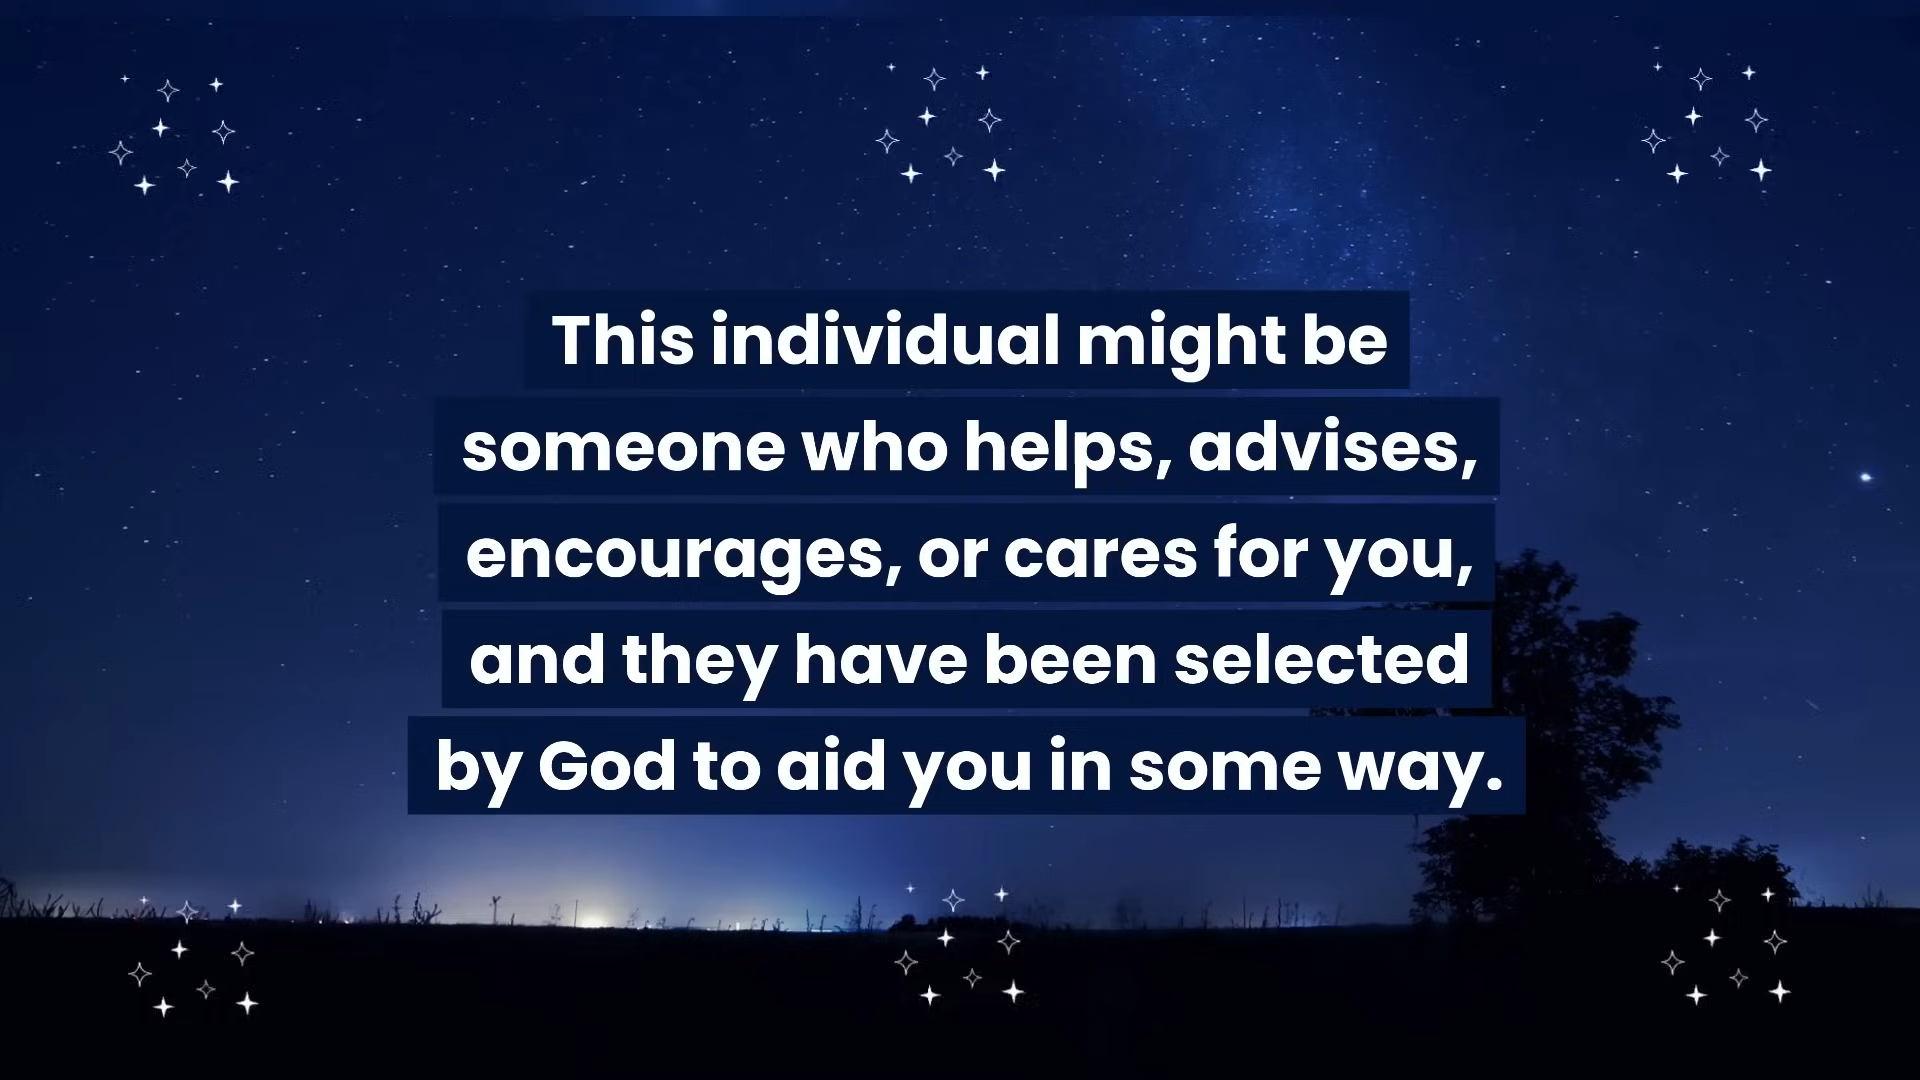 This individual might be
someone who helps, advises,
encourages, or cares for you,
and they have been selected
by God to aid you in some way.